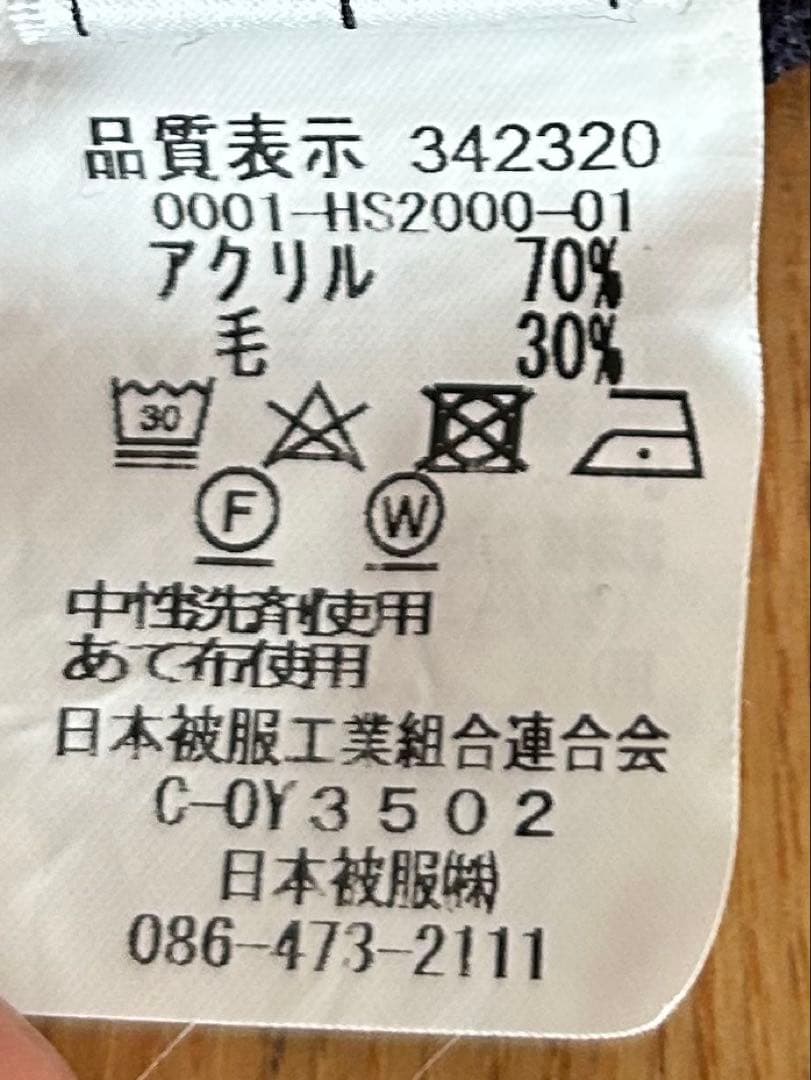 品質表示 342320
0001-HS2000-01
アクリル 70%
毛 30%
30
F W
中性洗剤使用
あて布使用
日本被服工業組合連合会
C-0Y3502
日本被服㈱
086-473-2111